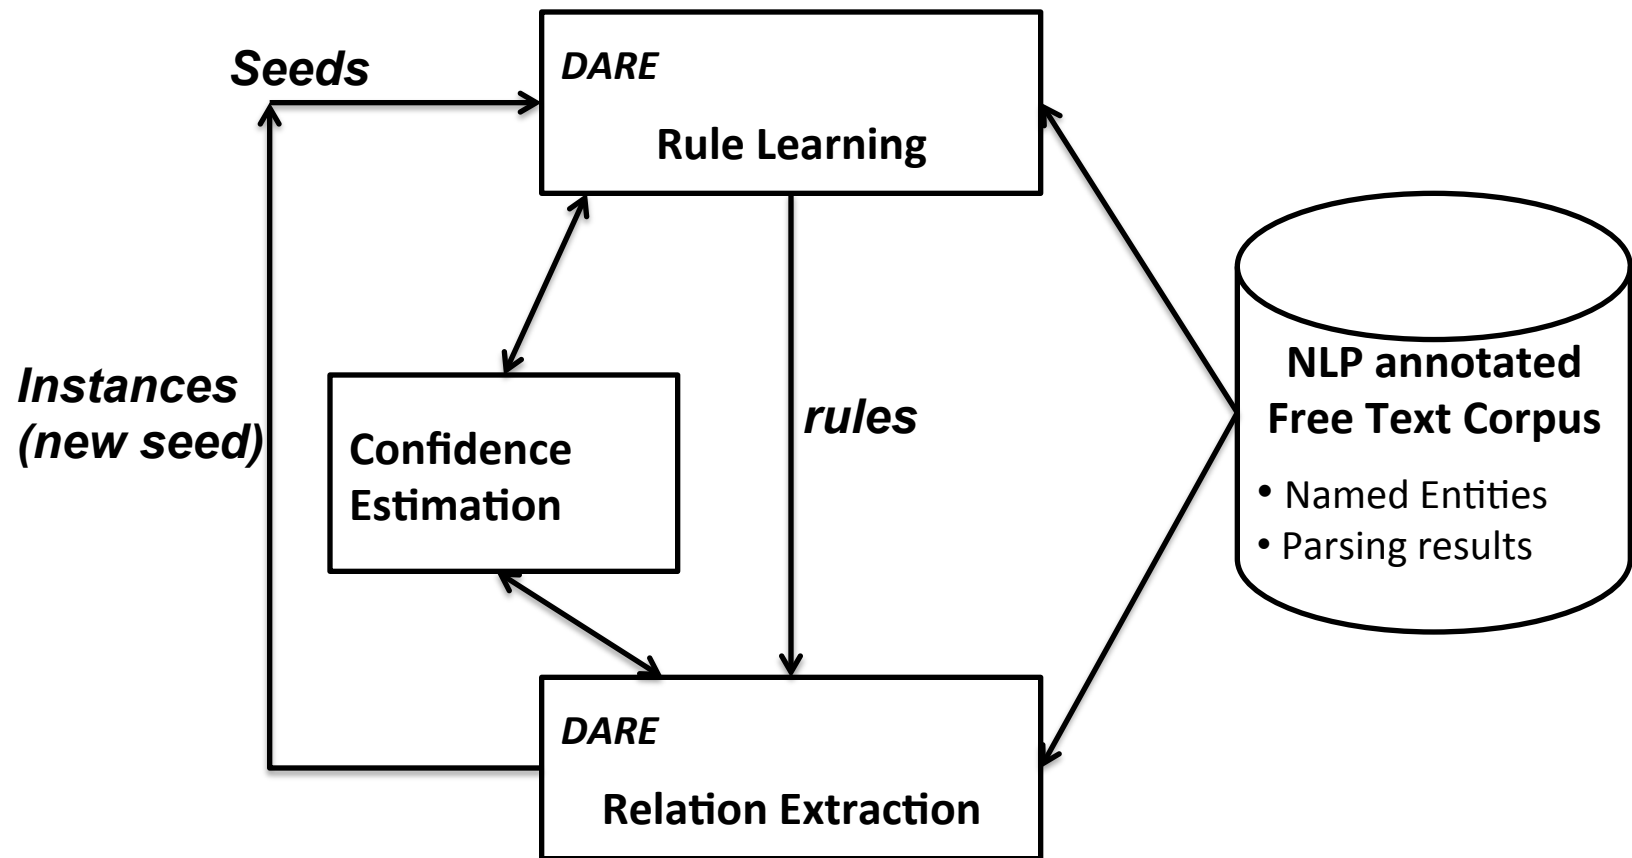 Seeds
DARE
Rule Learning
Instances
(new seed)
Confidence
Estimation
rules
NLP annotated
Free Text Corpus
• Named Entities
• Parsing results
DARE
Relation Extraction